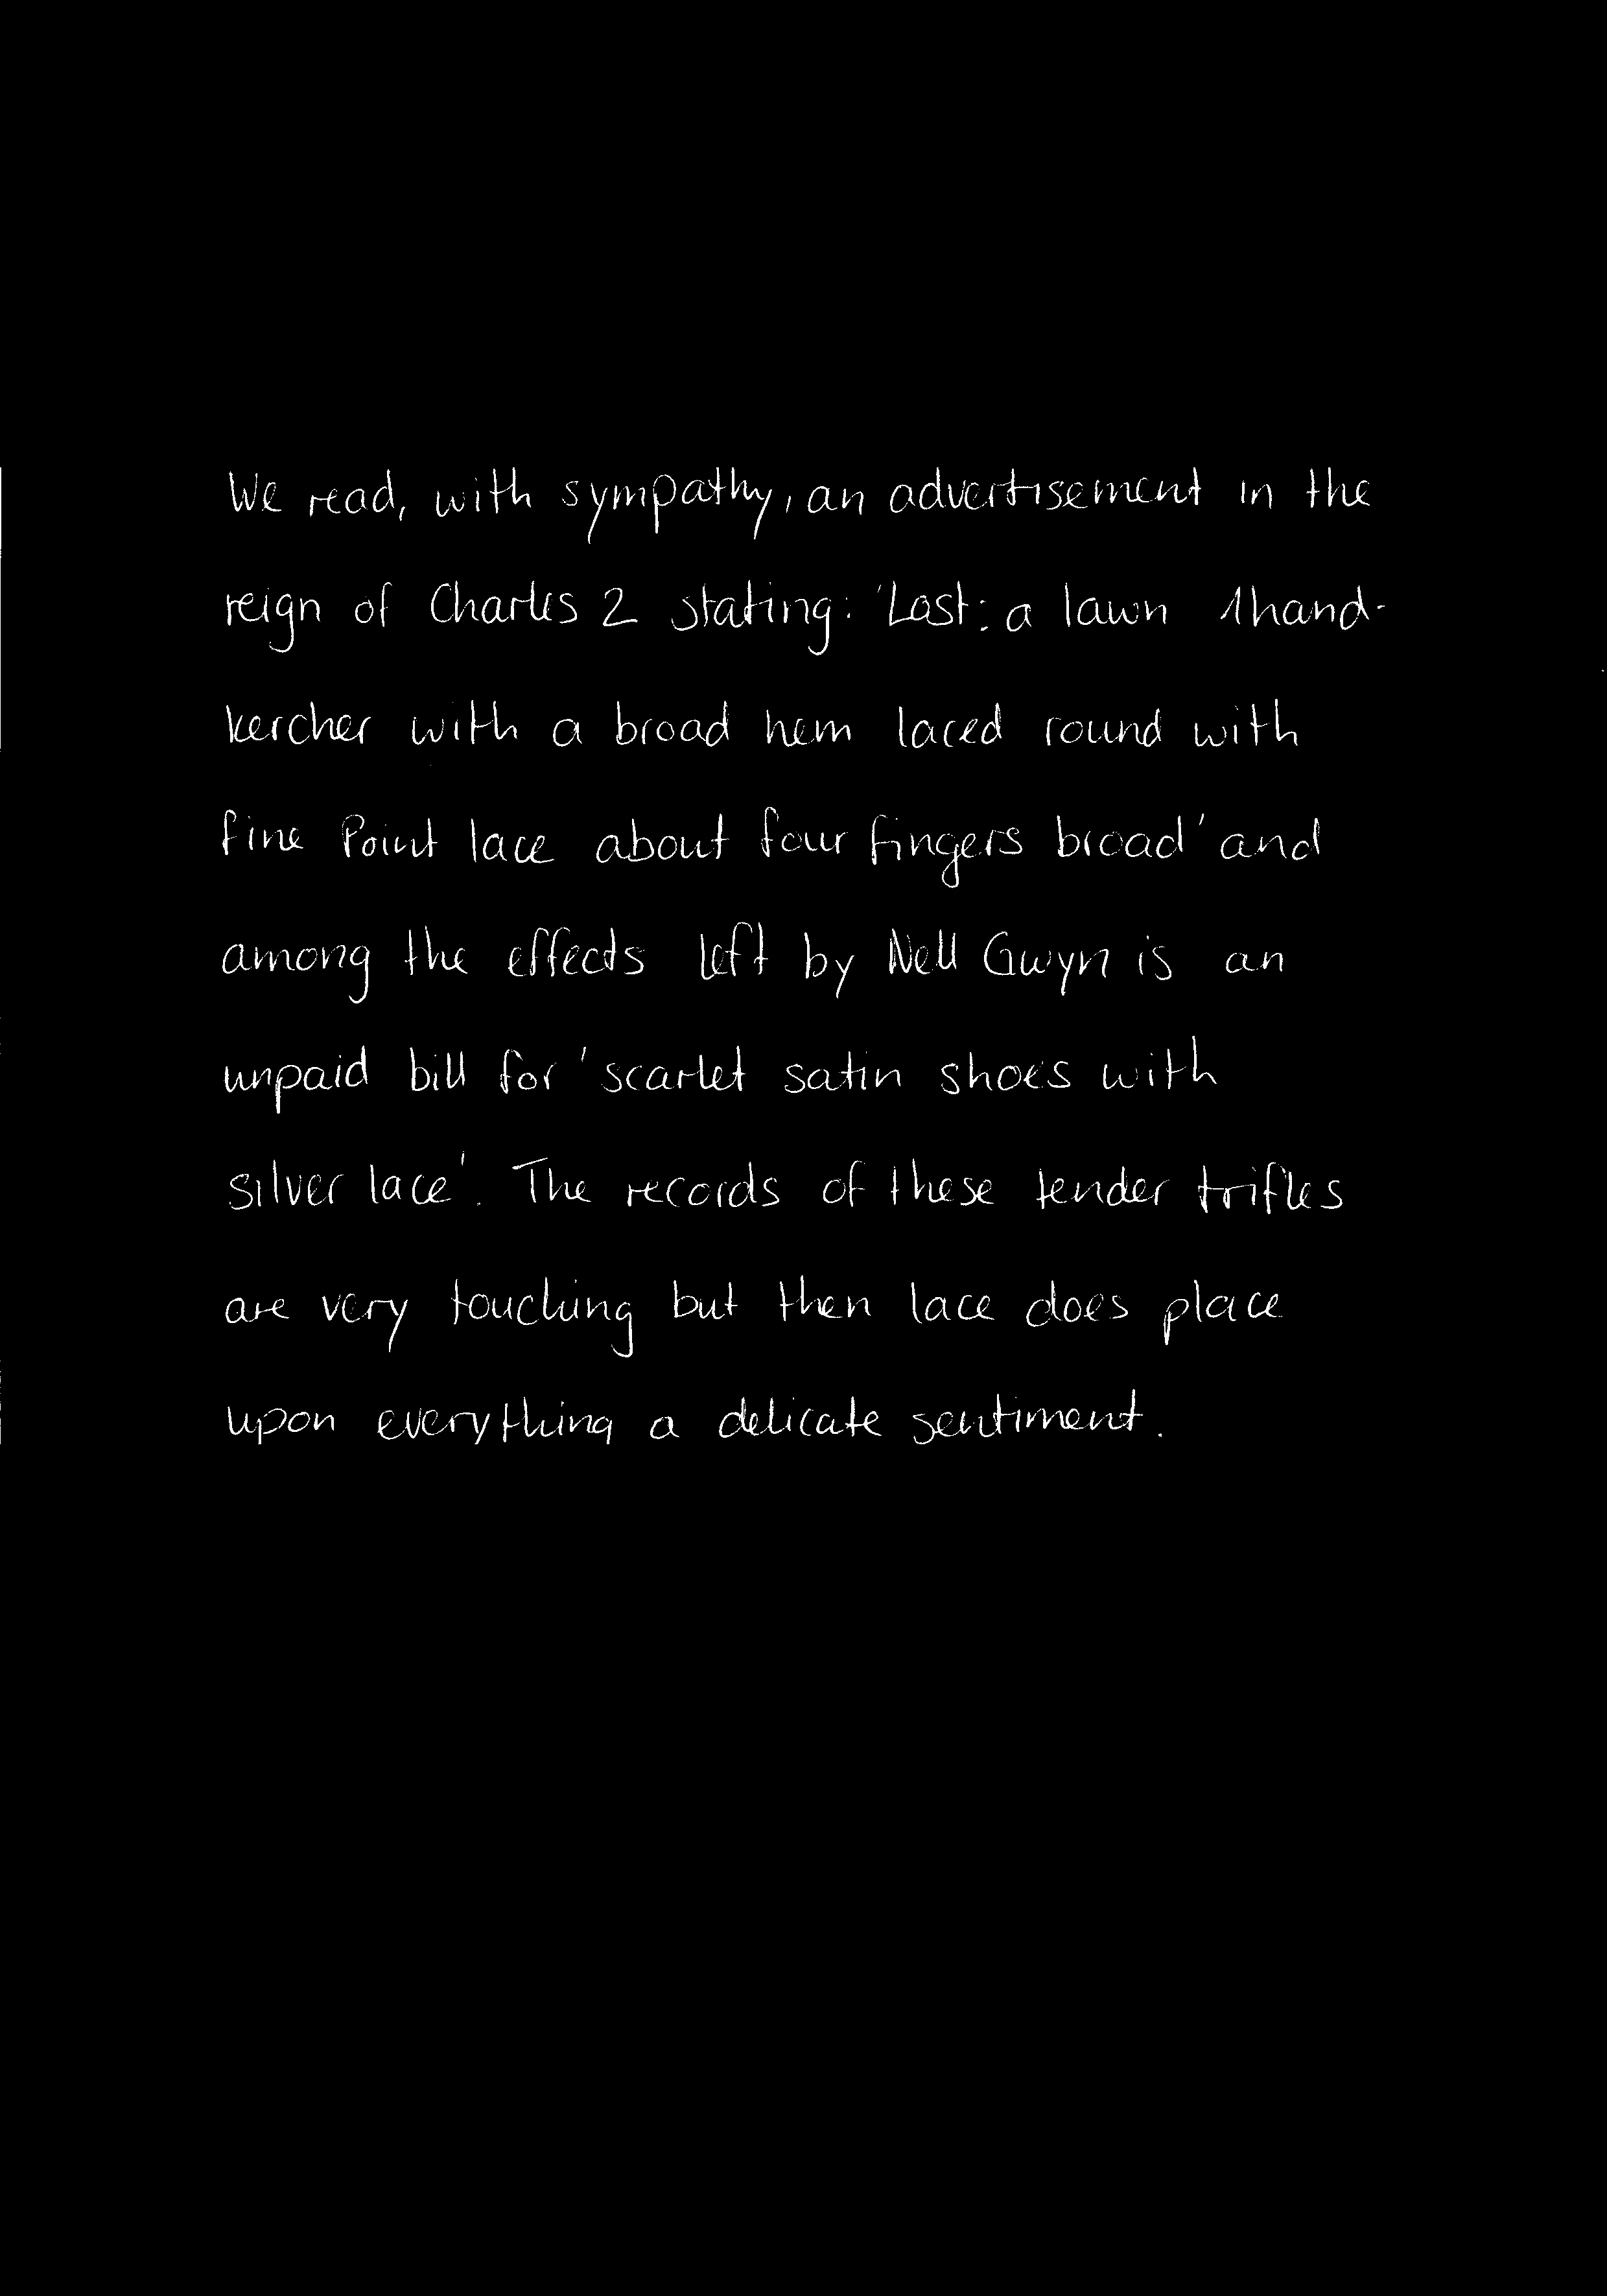 We read, with sympathy, an advertisement in the
reign of Charles 2 stating: 'Lost: a lawn 1hand-
kercher with a broad hem laced round with
fine Point lace about four fingers broad' and
among the effects left by Nell Gwyn is an
unpaid bill for 'scarlet satin shoes with
silver lace'. The records of these tender trifles
are very touching but then lace does place
upon everything a delicate sentiment.